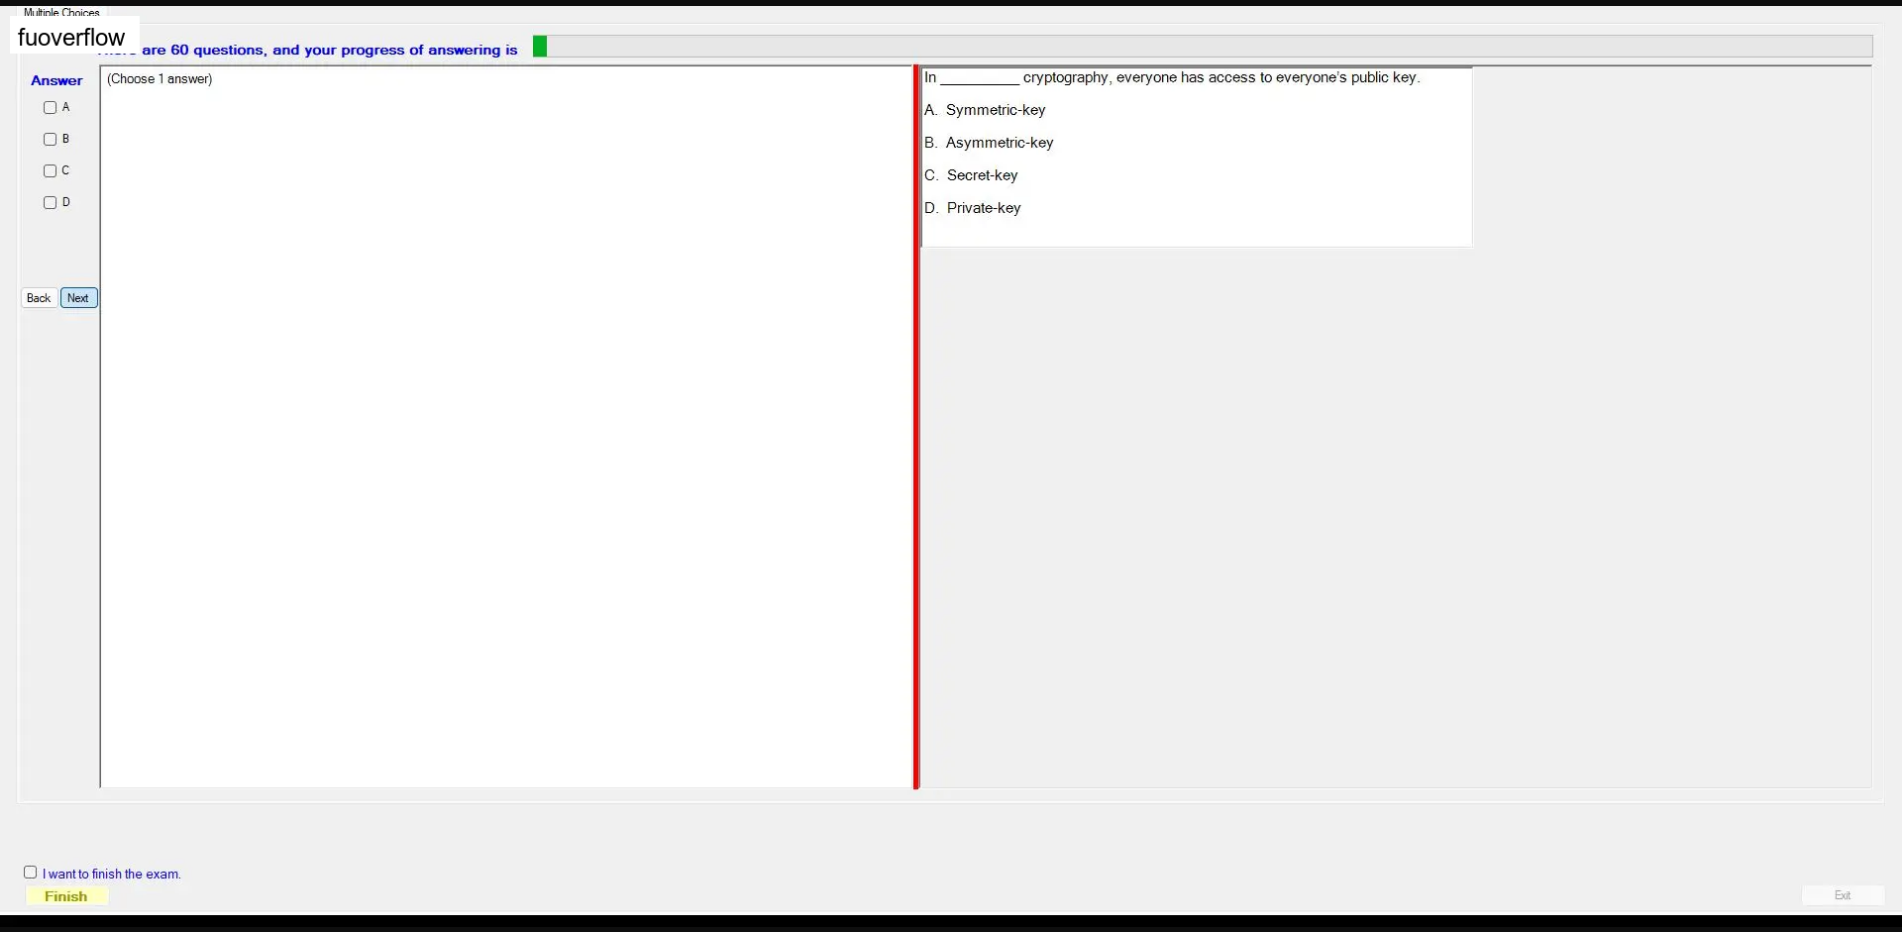 Multiple Choices
fuoverflow
are 60 questions, and your progress of answering is
Answer
(Choose 1 answer)
A
B
C
D
Back Next
In __________ cryptography, everyone has access to everyone's public key.
A. Symmetric-key
B. Asymmetric-key
C. Secret-key
D. Private-key
I want to finish the exam.
Finish
Exit